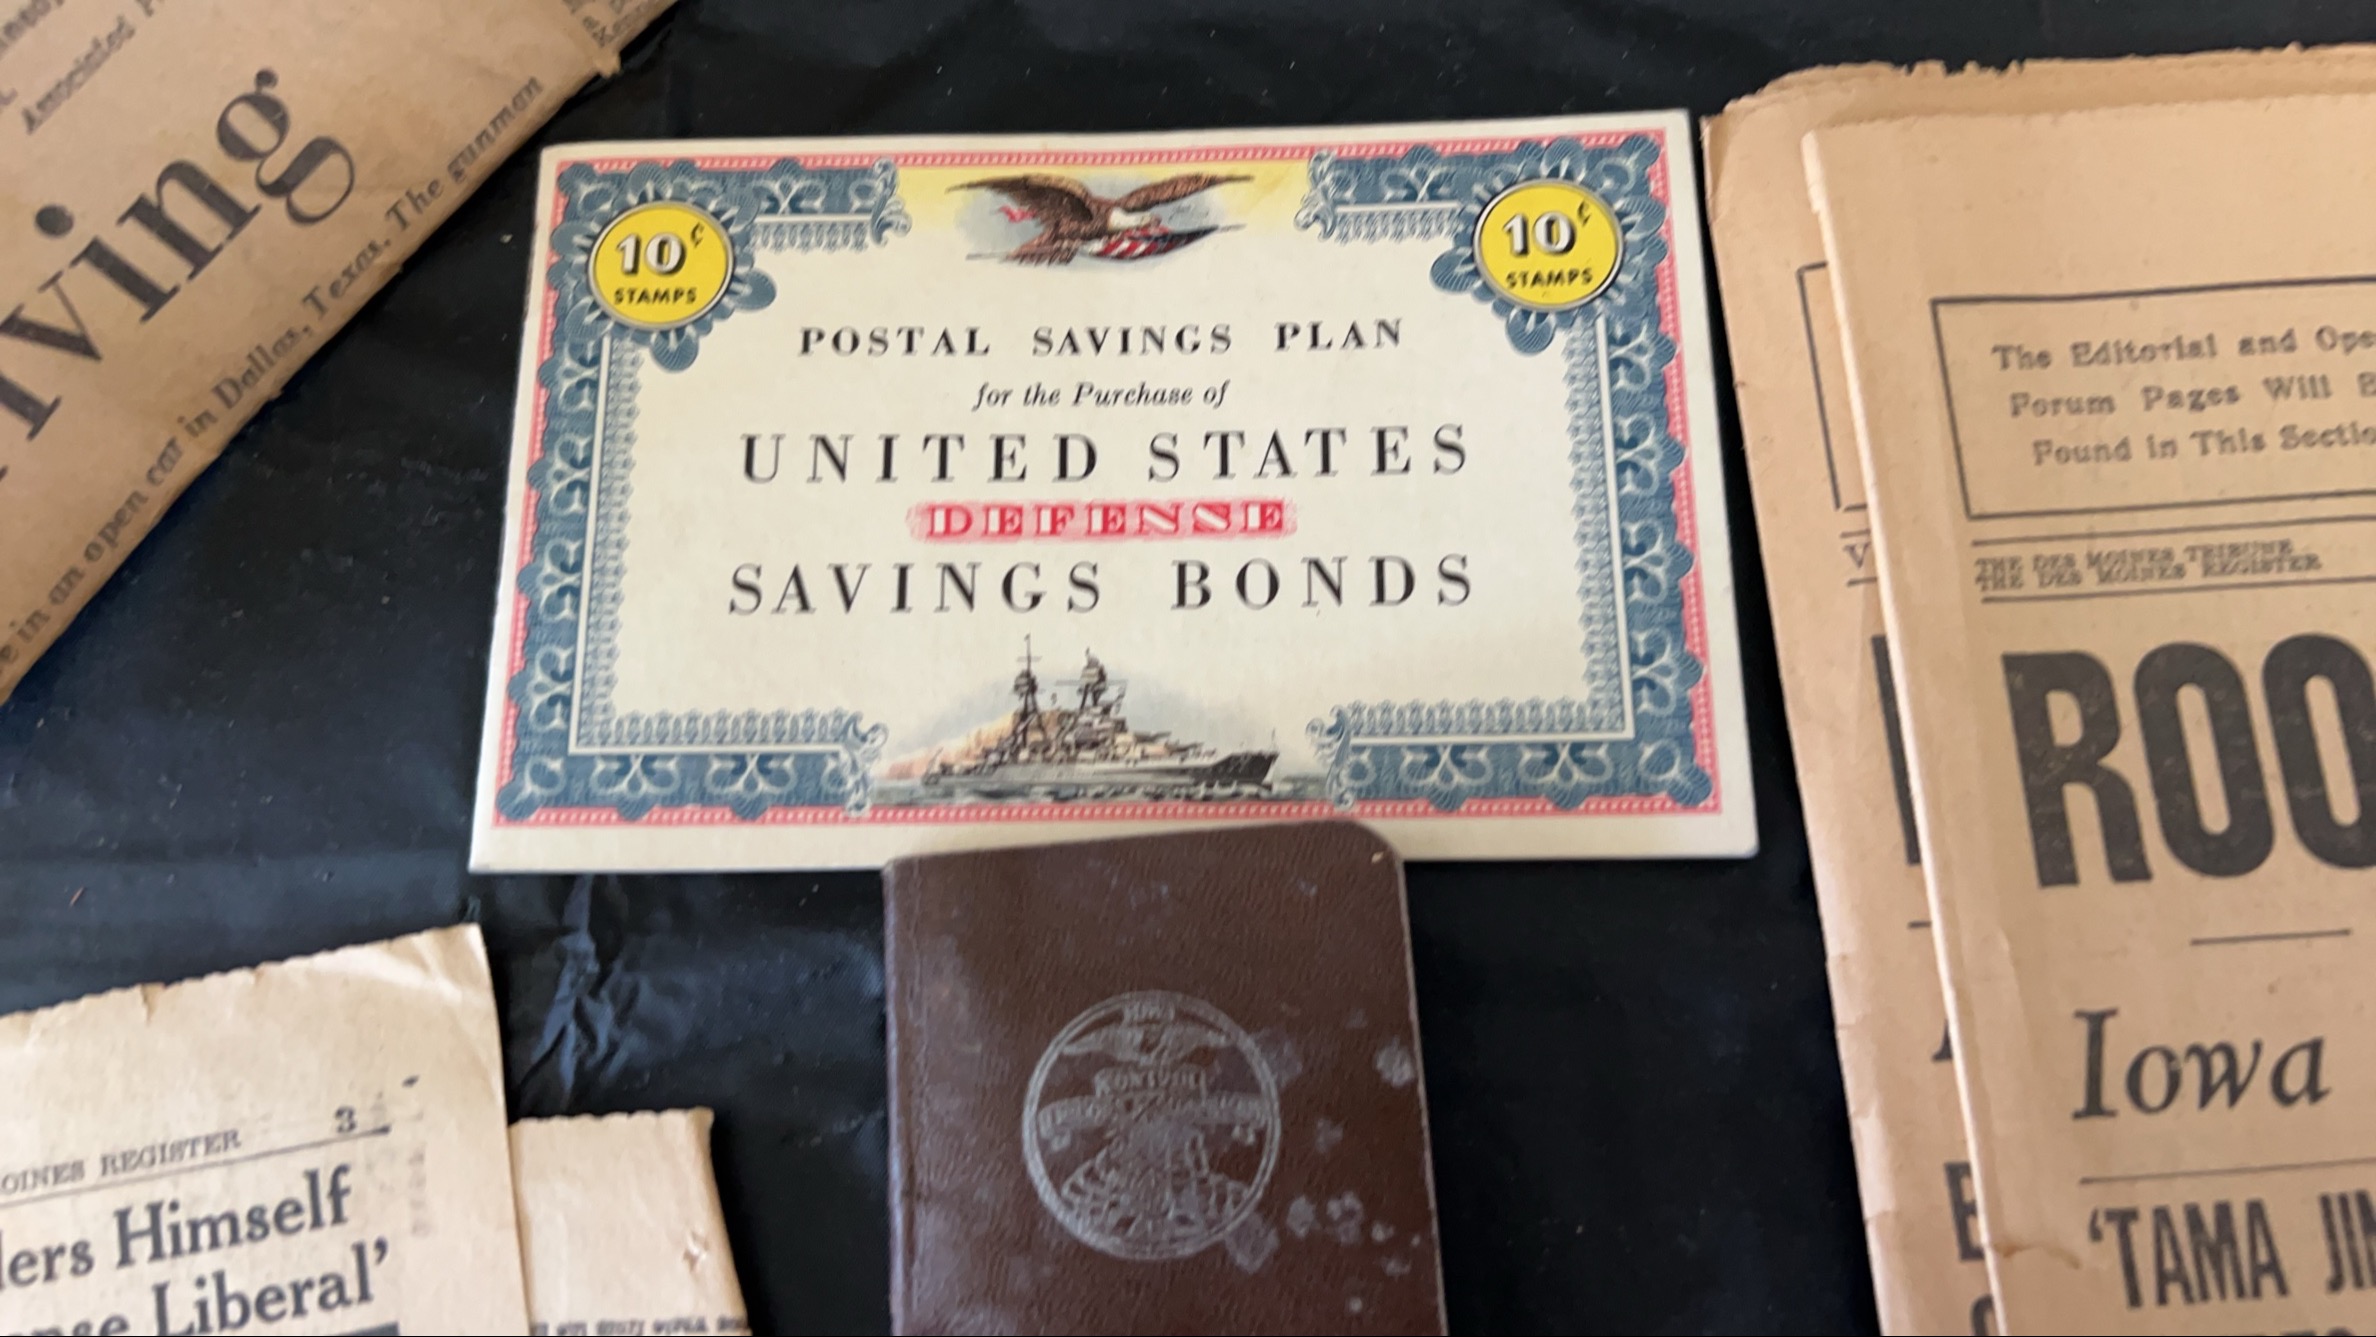 Associated
ving
in an open car in Dallas, Texas. The gunman
10¢
STAMPS
10¢
STAMPS
POSTAL SAVINGS PLAN
for the Purchase of
UNITED STATES
DEFENSE
SAVINGS BONDS
The Editorial and Ope
Forum Pages Will B
Found in This Sectio
THE DES MOINES TRIBUNE
THE DES MOINES REGISTER
V
ROO
Iowa
'TAMA JI
OINES REGISTER 3
ers Himself
se Liberal'